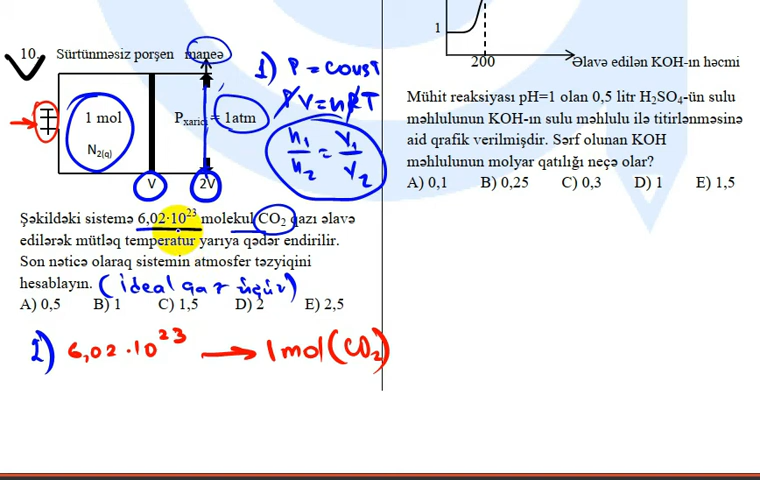 10. Sürtünməsiz porşen maneə
1 mol
N2(q)
Pxarici = 1atm
V
2V
1) P = const
PV=nRT
n1/n2 = V1/V2
Şəkildəki sistemə 6,02·10²³ molekul CO₂ qazı əlavə
edilərək mütləq temperatur yarıya qədər endirilir.
Son nəticə olaraq sistemin atmosfer təzyiqini
hesablayın. (ideal qaz üçün)
A) 0,5 B) 1 C) 1,5 D) 2 E) 2,5
1) 6,02·10²³ → 1mol(CO₂)
1
200
Əlavə edilən KOH-ın həcmi
Mühit reaksiyası pH=1 olan 0,5 litr H₂SO₄-ün sulu
məhlulunun KOH-ın sulu məhlulu ilə titirlənməsinə
aid qrafik verilmişdir. Sərf olunan KOH
məhlulunun molyar qatılığı neçə olar?
A) 0,1 B) 0,25 C) 0,3 D) 1 E) 1,5